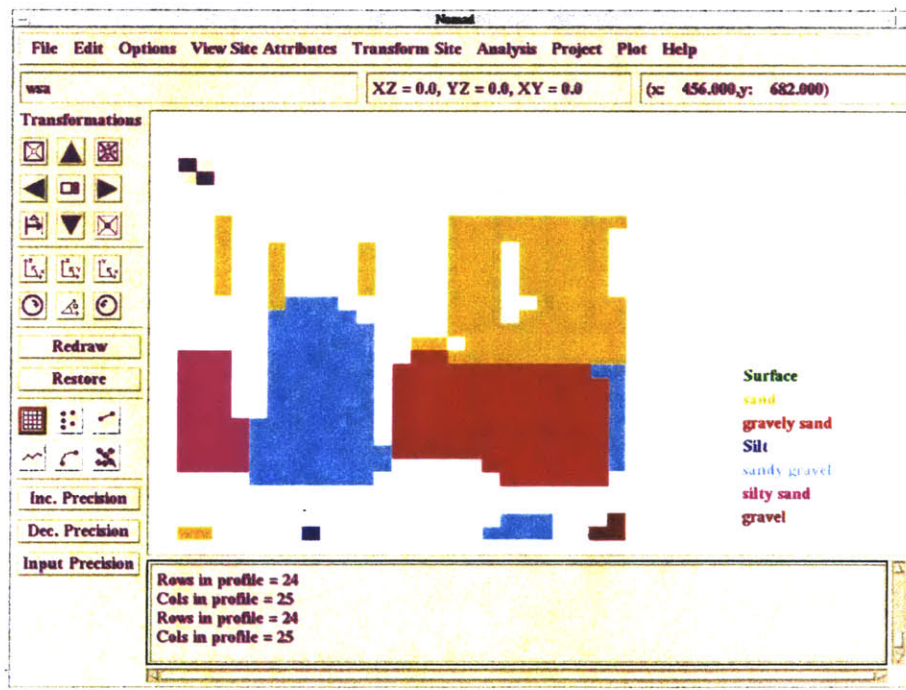 Nomad
File Edit Options View Site Attributes Transform Site Analysis Project Plot Help
wsa
XZ = 0.0, YZ = 0.0, XY = 0.0
(x: 456.000,y: 682.000)
Transformations
Redraw
Restore
Inc. Precision
Dec. Precision
Input Precision
Surface
sand
gravely sand
Silt
sandy gravel
silty sand
gravel
Rows in profile = 24
Cols in profile = 25
Rows in profile = 24
Cols in profile = 25